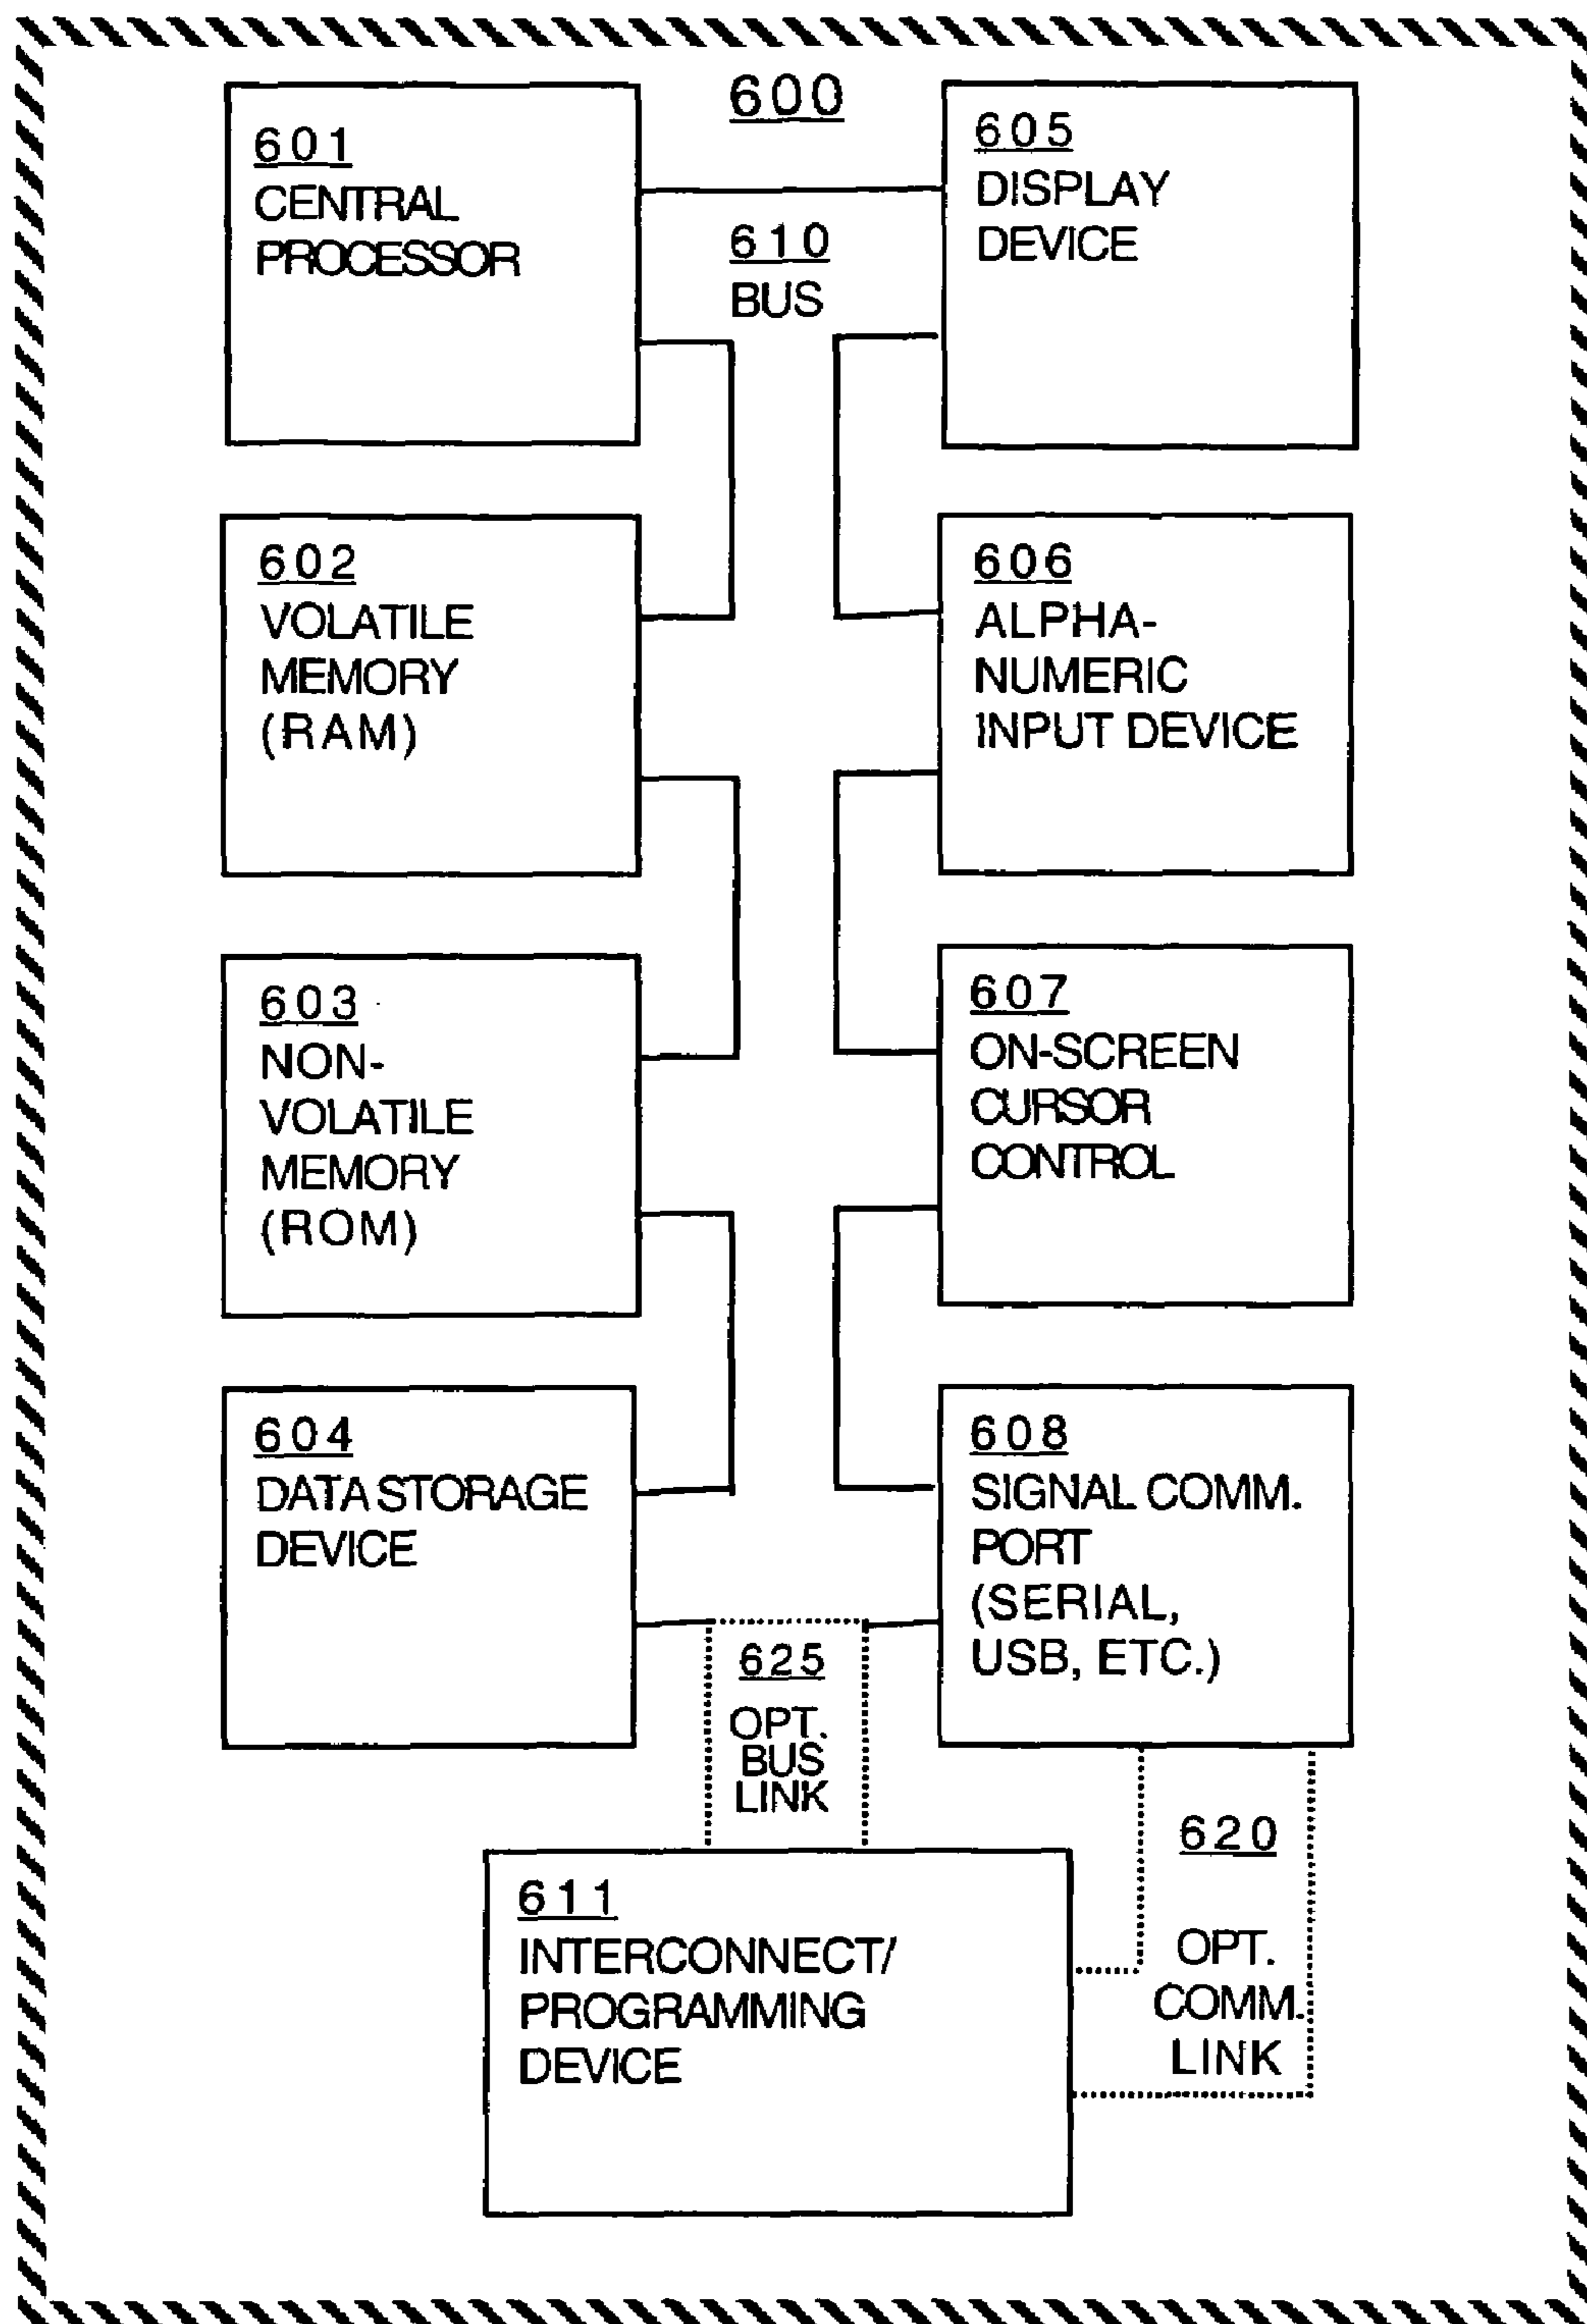 600
601
CENTRAL
PROCESSOR
605
DISPLAY
DEVICE
610
BUS
602
VOLATILE
MEMORY
(RAM)
606
ALPHA-
NUMERIC
INPUT DEVICE
603
NON-
VOLATILE
MEMORY
(ROM)
607
ON-SCREEN
CURSOR
CONTROL
604
DATA STORAGE
DEVICE
608
SIGNAL COMM.
PORT
(SERIAL,
USB, ETC.)
625
OPT.
BUS
LINK
620
OPT.
COMM.
LINK
611
INTERCONNECT/
PROGRAMMING
DEVICE